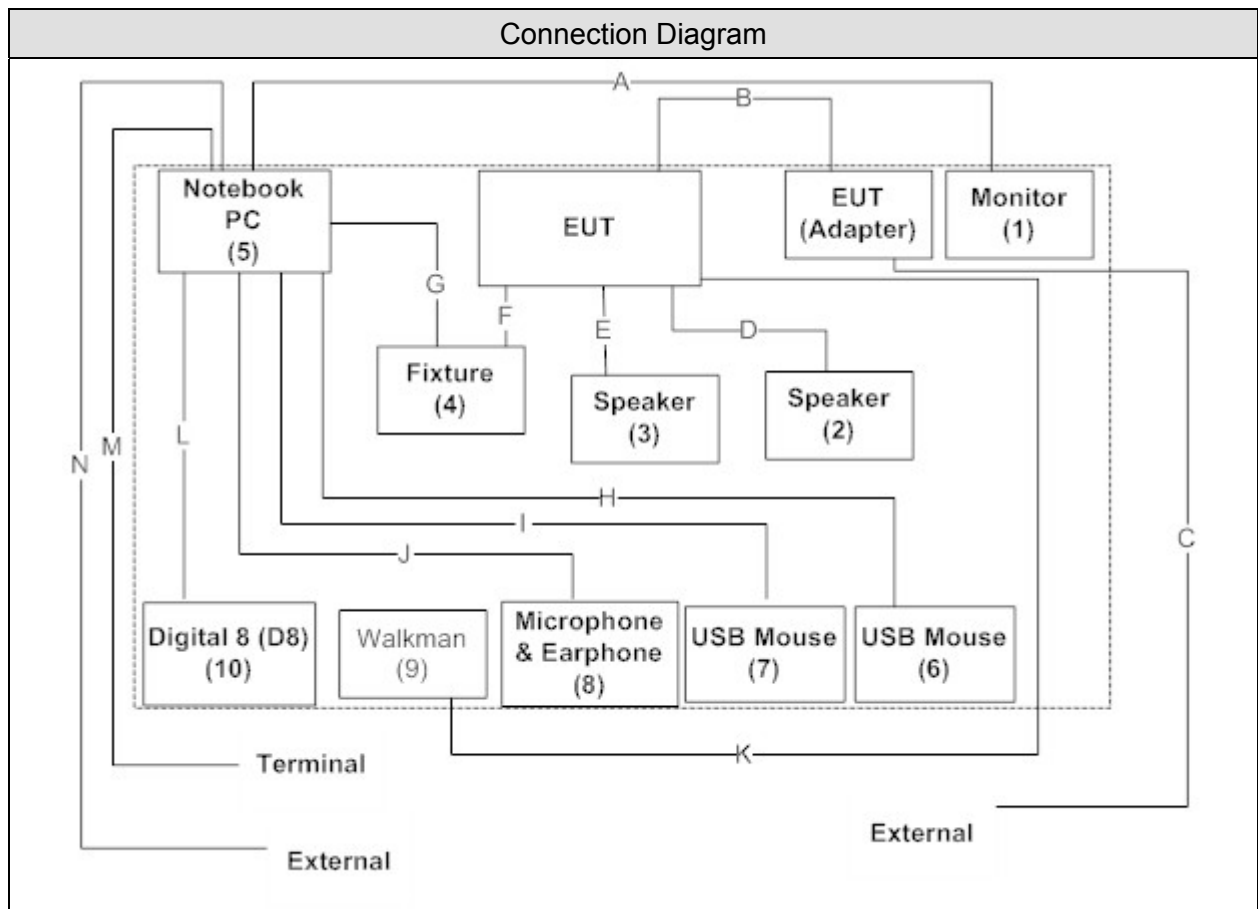 Connection Diagram
A
B
Notebook
PC
(5)
EUT
EUT
(Adapter)
Monitor
(1)
G
F
E
D
Fixture
(4)
Speaker
(3)
Speaker
(2)
L
M
N
H
I
J
C
Digital 8 (D8)
(10)
Walkman
(9)
Microphone
& Earphone
(8)
USB Mouse
(7)
USB Mouse
(6)
K
Terminal
External
External